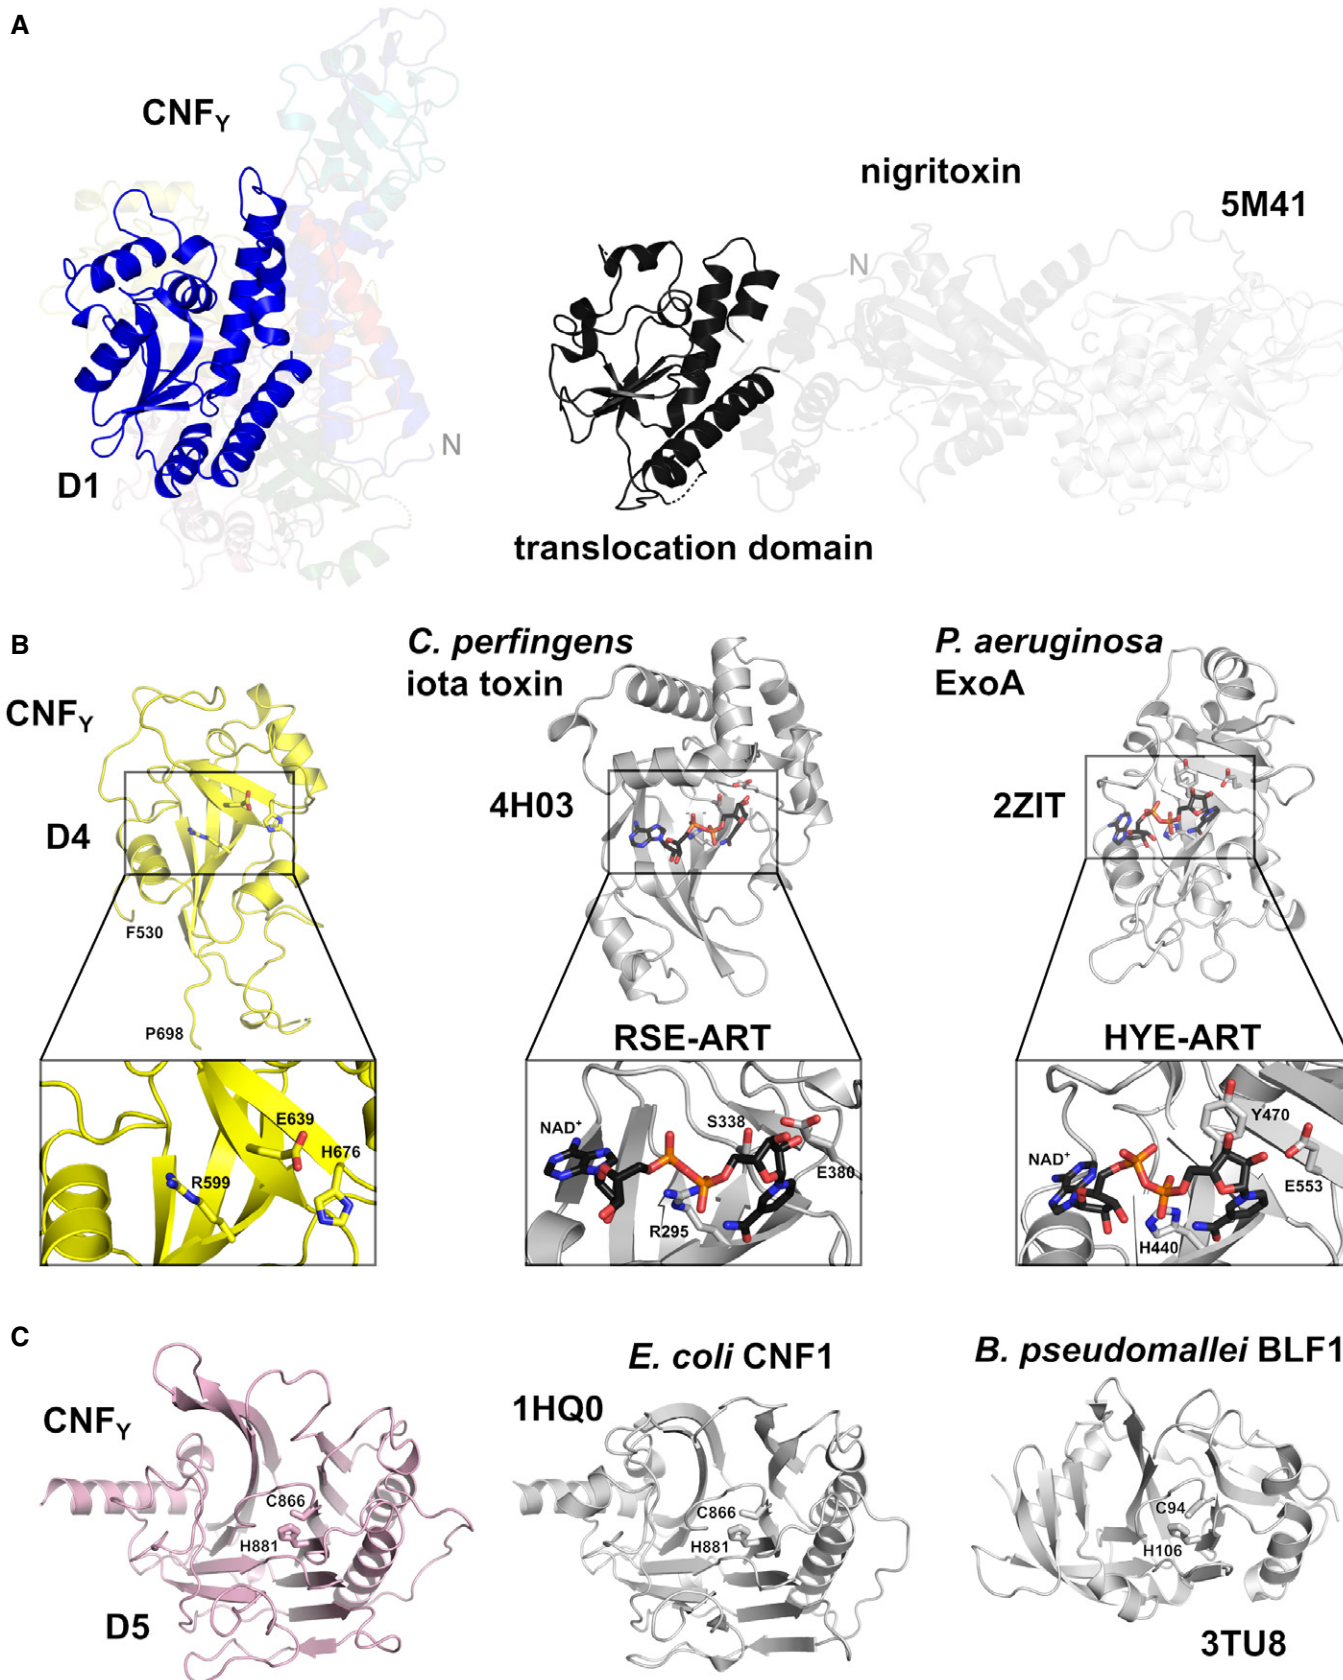 A
CNFY
nigritoxin
5M41
N
N
C
D1
translocation domain
B
C. perfingens
iota toxin
P. aeruginosa
ExoA
CNFY
4H03
2ZIT
D4
F530
P698
RSE-ART
HYE-ART
E639
H676
R599
NAD+
S338
E380
R295
Y470
NAD+
E553
H440
C
E. coli CNF1
B. pseudomallei BLF1
CNFY
1HQ0
C866
H881
C866
H881
C94
H106
D5
3TU8